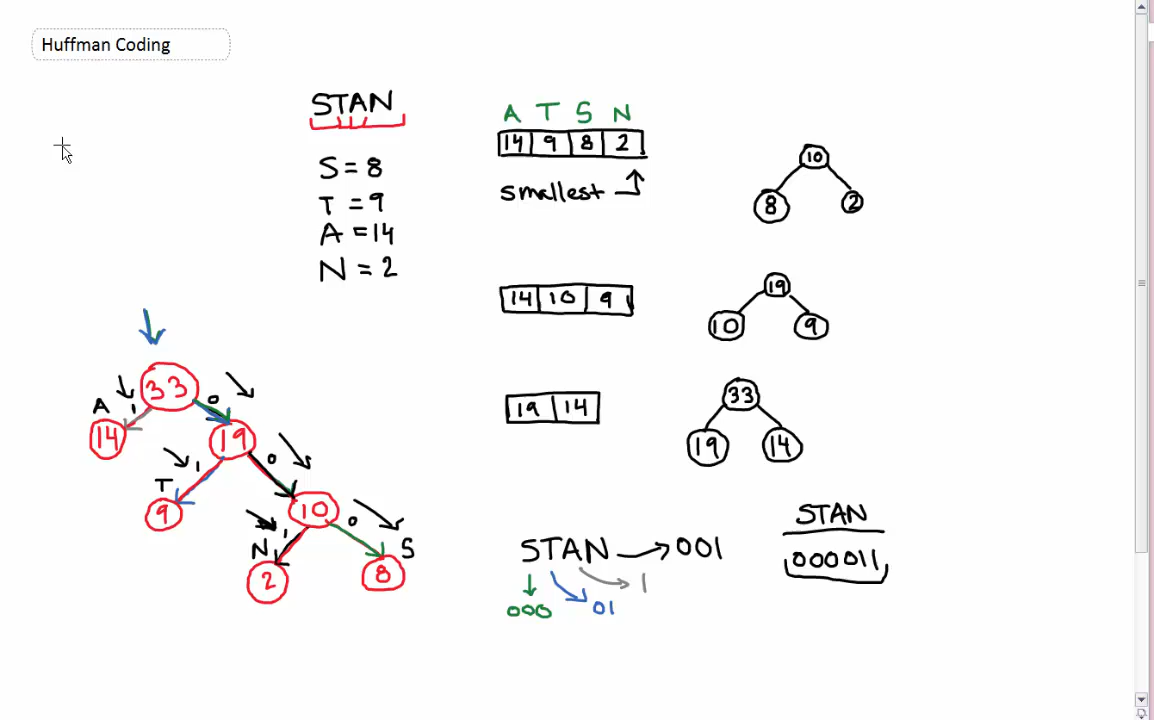 Huffman Coding
STAN
S = 8
T = 9
A = 14
N = 2
A T S N
14 9 8 2
smallest
10
8 2
14 10 9
19
10 9
19 14
33
19 14
33
A 1 0
14 19
T 1 0
9 10
N 1 0 S
2 8
STAN → 001
000 01 1
STAN
000011